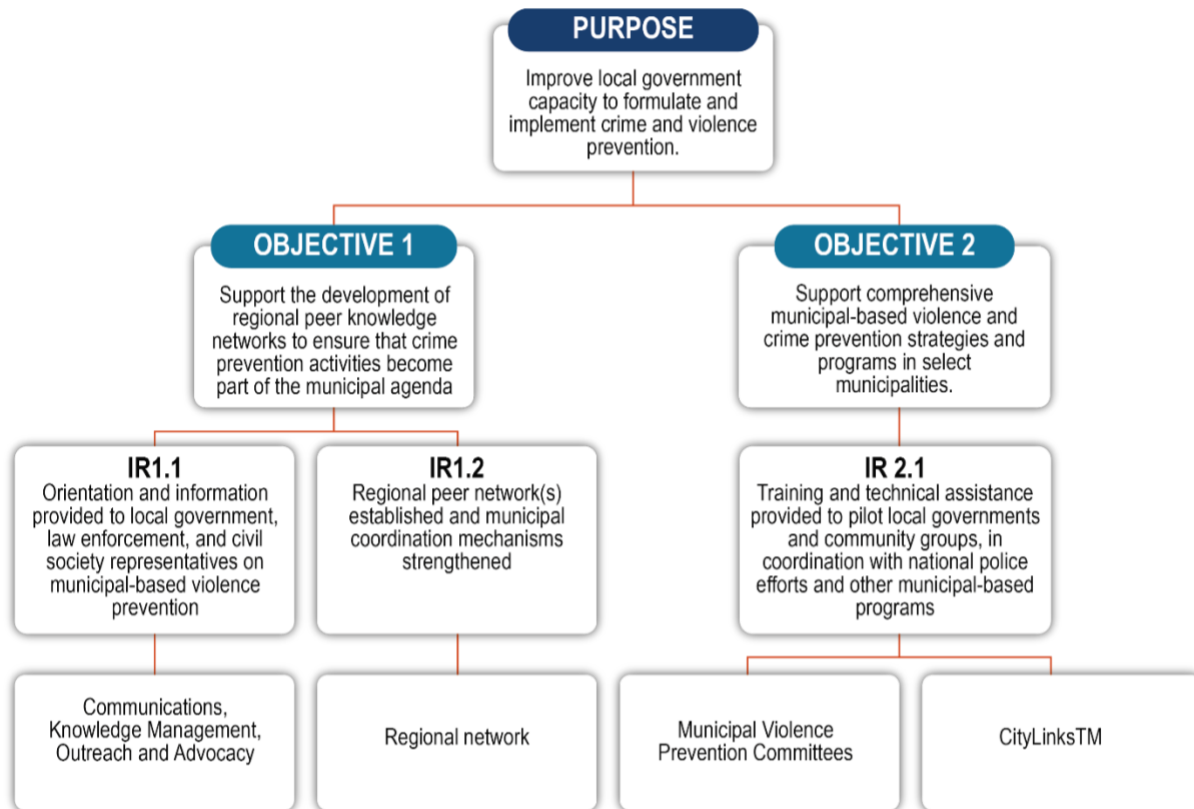 PURPOSE
Improve local government
capacity to formulate and
implement crime and violence
prevention.
OBJECTIVE 1
Support the development of
regional peer knowledge
networks to ensure that crime
prevention activities become
part of the municipal agenda
OBJECTIVE 2
Support comprehensive
municipal-based violence and
crime prevention strategies and
programs in select
municipalities.
IR1.1
Orientation and information
provided to local government,
law enforcement, and civil
society representatives on
municipal-based violence
prevention
IR1.2
Regional peer network(s)
established and municipal
coordination mechanisms
strengthened
IR 2.1
Training and technical assistance
provided to pilot local governments
and community groups, in
coordination with national police
efforts and other municipal-based
programs
Communications,
Knowledge Management,
Outreach and Advocacy
Regional network
Municipal Violence
Prevention Committees
CityLinksTM